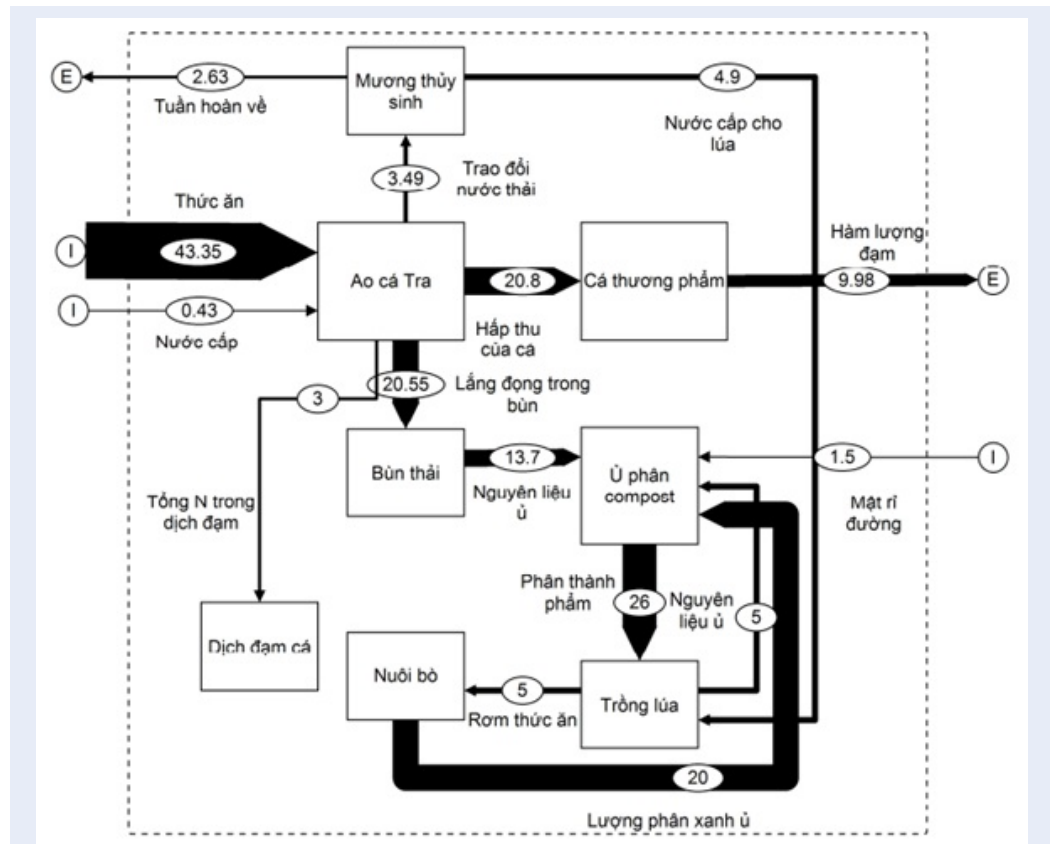 E
2.63
Tuần hoàn về
Mương thủy
sinh
4.9
Nước cấp cho
lúa
3.49
Trao đổi
nước thải
Thức ăn
I
43.35
I
0.43
Nước cấp
Ao cá Tra
20.8
Hấp thu
của cá
Cá thương phẩm
Hàm lượng
đạm
9.98
E
3
20.55
Lắng đọng trong
bùn
Bùn thải
13.7
Nguyên liệu
ủ
Ủ phân
compost
1.5
I
Mật rỉ
đường
Tổng N trong
dịch đạm
Phân thành
phẩm
26
Nguyên
liệu ủ
5
Dịch đạm cá
Nuôi bò
5
Rơm thức ăn
Trồng lúa
20
Lượng phân xanh ủ